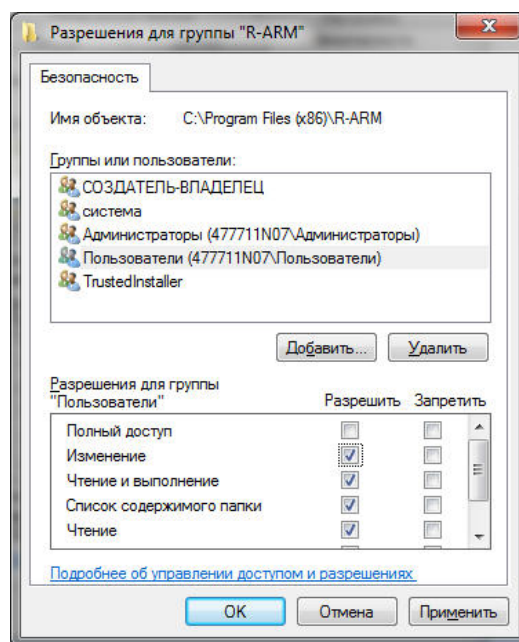 Разрешения для группы "R-ARM"
Безопасность
Имя объекта: C:\Program Files (x86)\R-ARM
Группы или пользователи:
СОЗДАТЕЛЬ-ВЛАДЕЛЕЦ
система
Администраторы (477711N07\Администраторы)
Пользователи (477711N07\Пользователи)
TrustedInstaller
Добавить... Удалить
Разрешения для группы
"Пользователи" Разрешить Запретить
Полный доступ
Изменение
Чтение и выполнение
Список содержимого папки
Чтение
Подробнее об управлении доступом и разрешениях
OK Отмена Применить